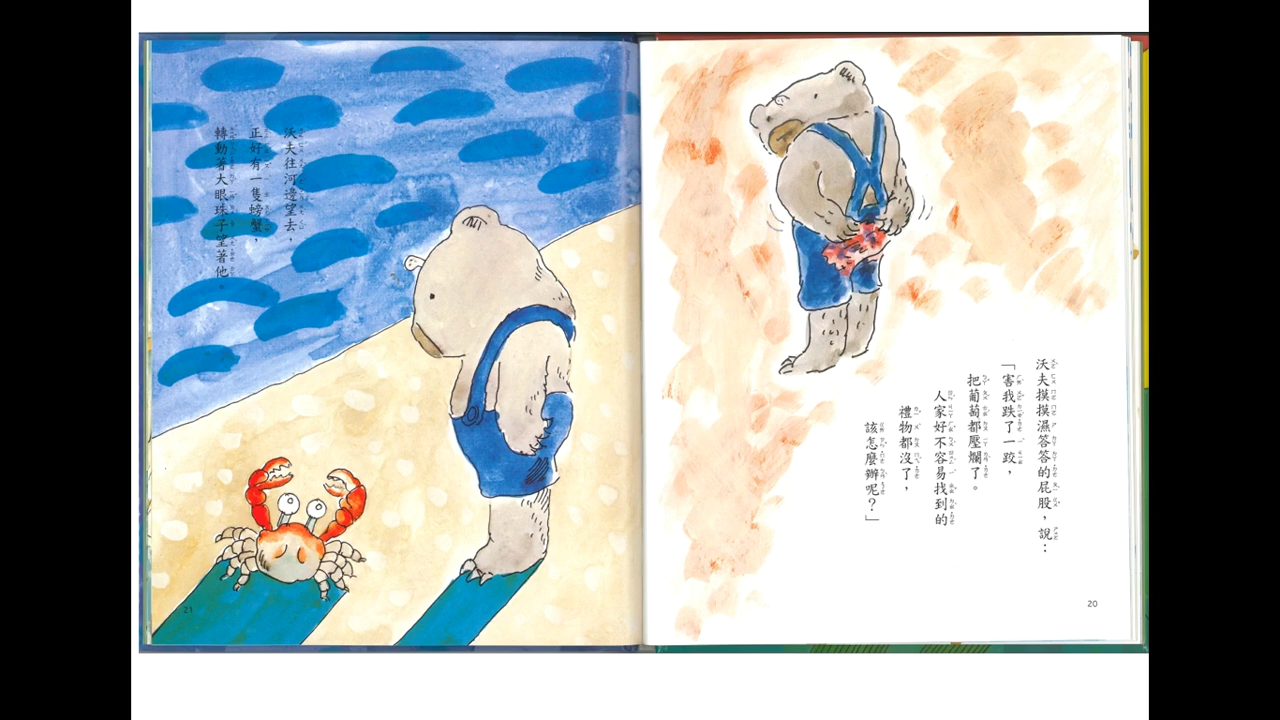 沃夫摸摸濕答答的屁股，說：
「害我跌了一跤，
把葡萄都壓爛了。
人家好不容易找到的
禮物都沒了，
該怎麼辦呢？」
20
沃夫往河邊望去，
正好有一隻螃蟹，
轉動著大眼珠子望著他。
21